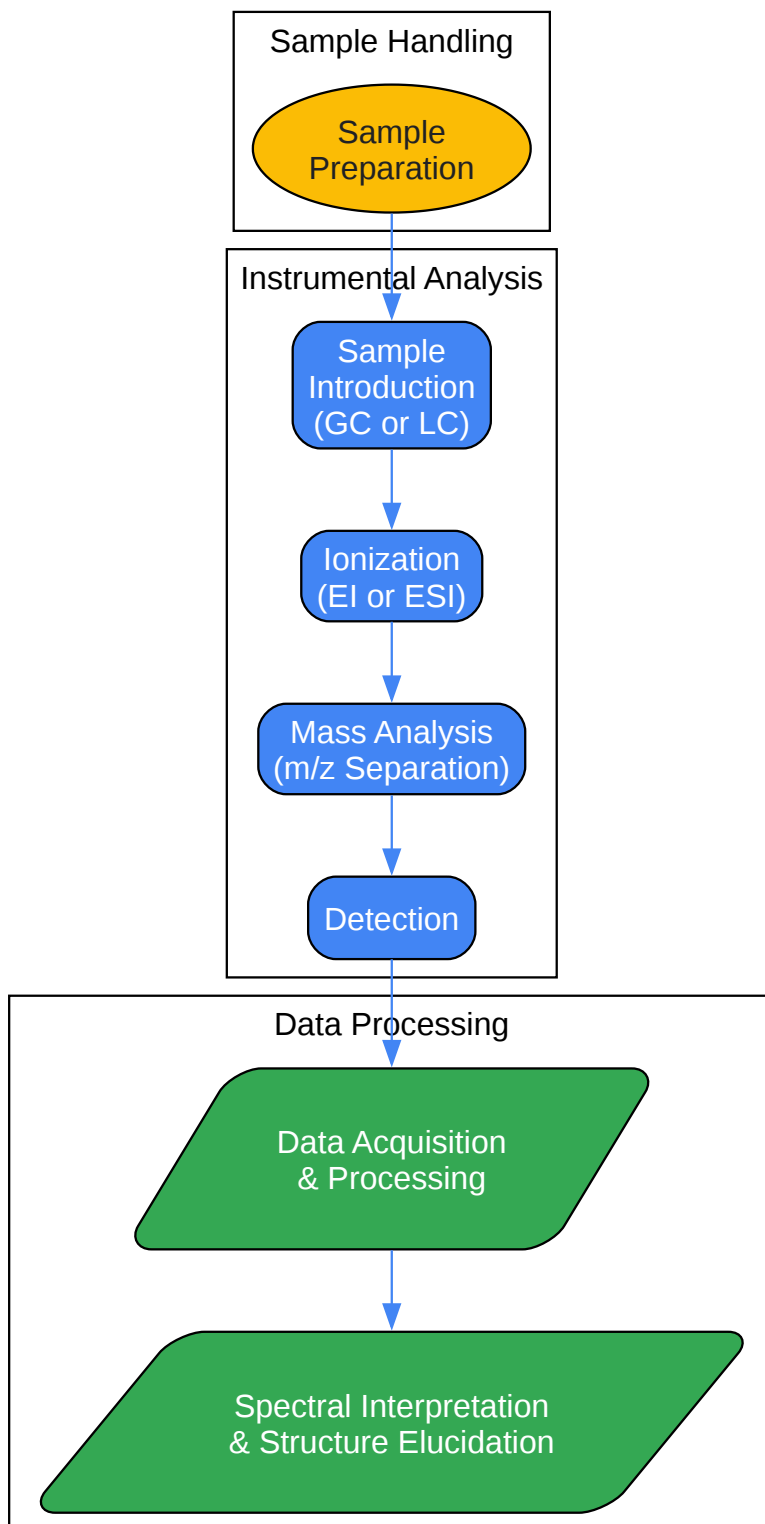 Sample Handling
Sample
Preparation
Instrumental Analysis
Sample
Introduction
(GC or LC)
Ionization
(EI or ESI)
Mass Analysis
(m/z Separation)
Detection
Data Processing
Data Acquisition
& Processing
Spectral Interpretation
& Structure Elucidation